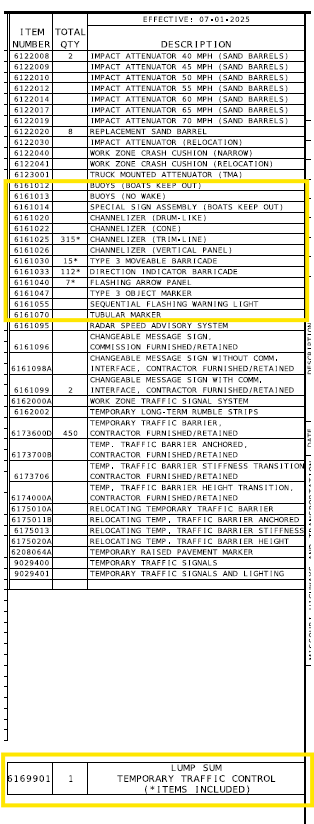 EFFECTIVE: 07-01-2025
ITEM NUMBER TOTAL QTY DESCRIPTION
6122008 2 IMPACT ATTENUATOR 40 MPH (SAND BARRELS)
6122009 IMPACT ATTENUATOR 45 MPH (SAND BARRELS)
6122010 IMPACT ATTENUATOR 50 MPH (SAND BARRELS)
6122012 IMPACT ATTENUATOR 55 MPH (SAND BARRELS)
6122014 IMPACT ATTENUATOR 60 MPH (SAND BARRELS)
6122017 IMPACT ATTENUATOR 65 MPH (SAND BARRELS)
6122019 IMPACT ATTENUATOR 70 MPH (SAND BARRELS)
6122020 8 REPLACEMENT SAND BARREL
6122030 IMPACT ATTENUATOR (RELOCATION)
6122040 WORK ZONE CRASH CUSHION (NARROW)
6122041 WORK ZONE CRASH CUSHION (RELOCATION)
6123001 TRUCK MOUNTED ATTENUATOR (TMA)
6161012 BUOYS (BOATS KEEP OUT)
6161013 BUOYS (NO WAKE)
6161014 SPECIAL SIGN ASSEMBLY (BOATS KEEP OUT)
6161020 CHANNELIZER (DRUM-LIKE)
6161022 CHANNELIZER (CONE)
6161025 315* CHANNELIZER (TRIM-LINE)
6161026 CHANNELIZER (VERTICAL PANEL)
6161030 15* TYPE 3 MOVEABLE BARRICADE
6161033 112* DIRECTION INDICATOR BARRICADE
6161040 7* FLASHING ARROW PANEL
6161047 TYPE 3 OBJECT MARKER
6161055 SEQUENTIAL FLASHING WARNING LIGHT
6161070 TUBULAR MARKER
6161095 RADAR SPEED ADVISORY SYSTEM
CHANGEABLE MESSAGE SIGN,
6161096 COMMISSION FURNISHED/RETAINED
CHANGEABLE MESSAGE SIGN WITHOUT COMM.
6161098A INTERFACE, CONTRACTOR FURNISHED/RETAINED
CHANGEABLE MESSAGE SIGN WITH COMM,
6161099 2 INTERFACE, CONTRACTOR FURNISHED/RETAINED
6162000A WORK ZONE TRAFFIC SIGNAL SYSTEM
6162002 TEMPORARY LONG-TERM RUMBLE STRIPS
TEMPORARY TRAFFIC BARRIER,
6173600D 450 CONTRACTOR FURNISHED/RETAINED
TEMP. TRAFFIC BARRIER ANCHORED,
6173700B CONTRACTOR FURNISHED/RETAINED
TEMP, TRAFFIC BARRIER STIFFNESS TRANSITION
6173706 CONTRACTOR FURNISHED/RETAINED
TEMP, TRAFFIC BARRIER HEIGHT TRANSITION,
6174000A CONTRACTOR FURNISHED/RETAINED
6175010A RELOCATING TEMPORARY TRAFFIC BARRIER
6175011B RELOCATING TEMP, TRAFFIC BARRIER ANCHORED
6175013 RELOCATING TEMP. TRAFFIC BARRIER STIFFNESS
6175020A RELOCATING TEMP. TRAFFIC BARRIER HEIGHT
6208064A TEMPORARY RAISED PAVEMENT MARKER
9029400 TEMPORARY TRAFFIC SIGNALS
9029401 TEMPORARY TRAFFIC SIGNALS AND LIGHTING
DESCRIPTION
DATE
LUMP SUM
6169901 1 TEMPORARY TRAFFIC CONTROL
(*ITEMS INCLUDED)